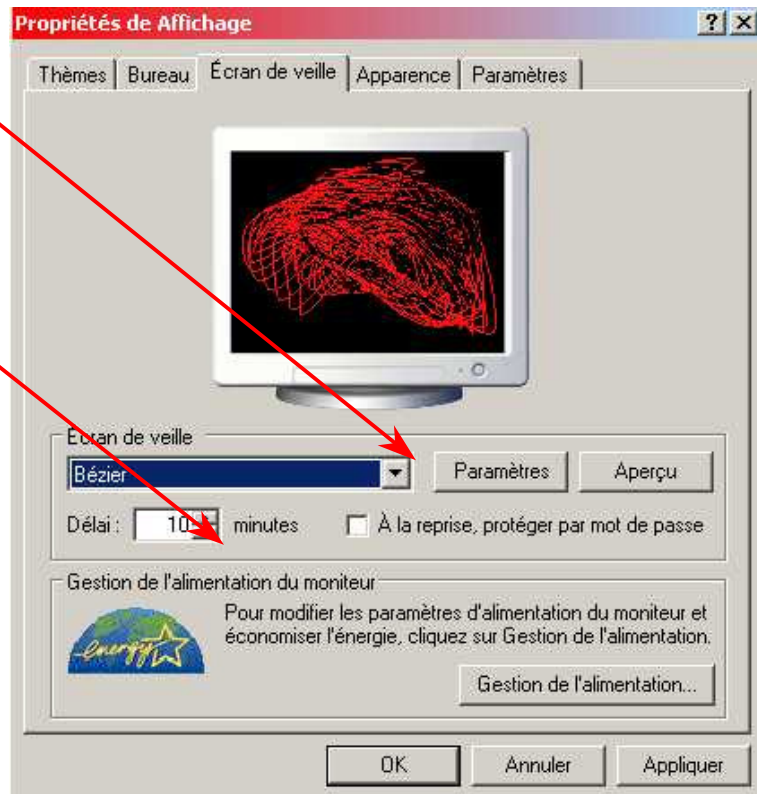 Propriétés de Affichage
? ×
Thèmes Bureau Écran de veille Apparence Paramètres
Écran de veille
Bézier Paramètres Aperçu
Délai : 10 minutes À la reprise, protéger par mot de passe
Gestion de l'alimentation du moniteur
Pour modifier les paramètres d'alimentation du moniteur et
économiser l'énergie, cliquez sur Gestion de l'alimentation.
energy
Gestion de l'alimentation...
OK Annuler Appliquer